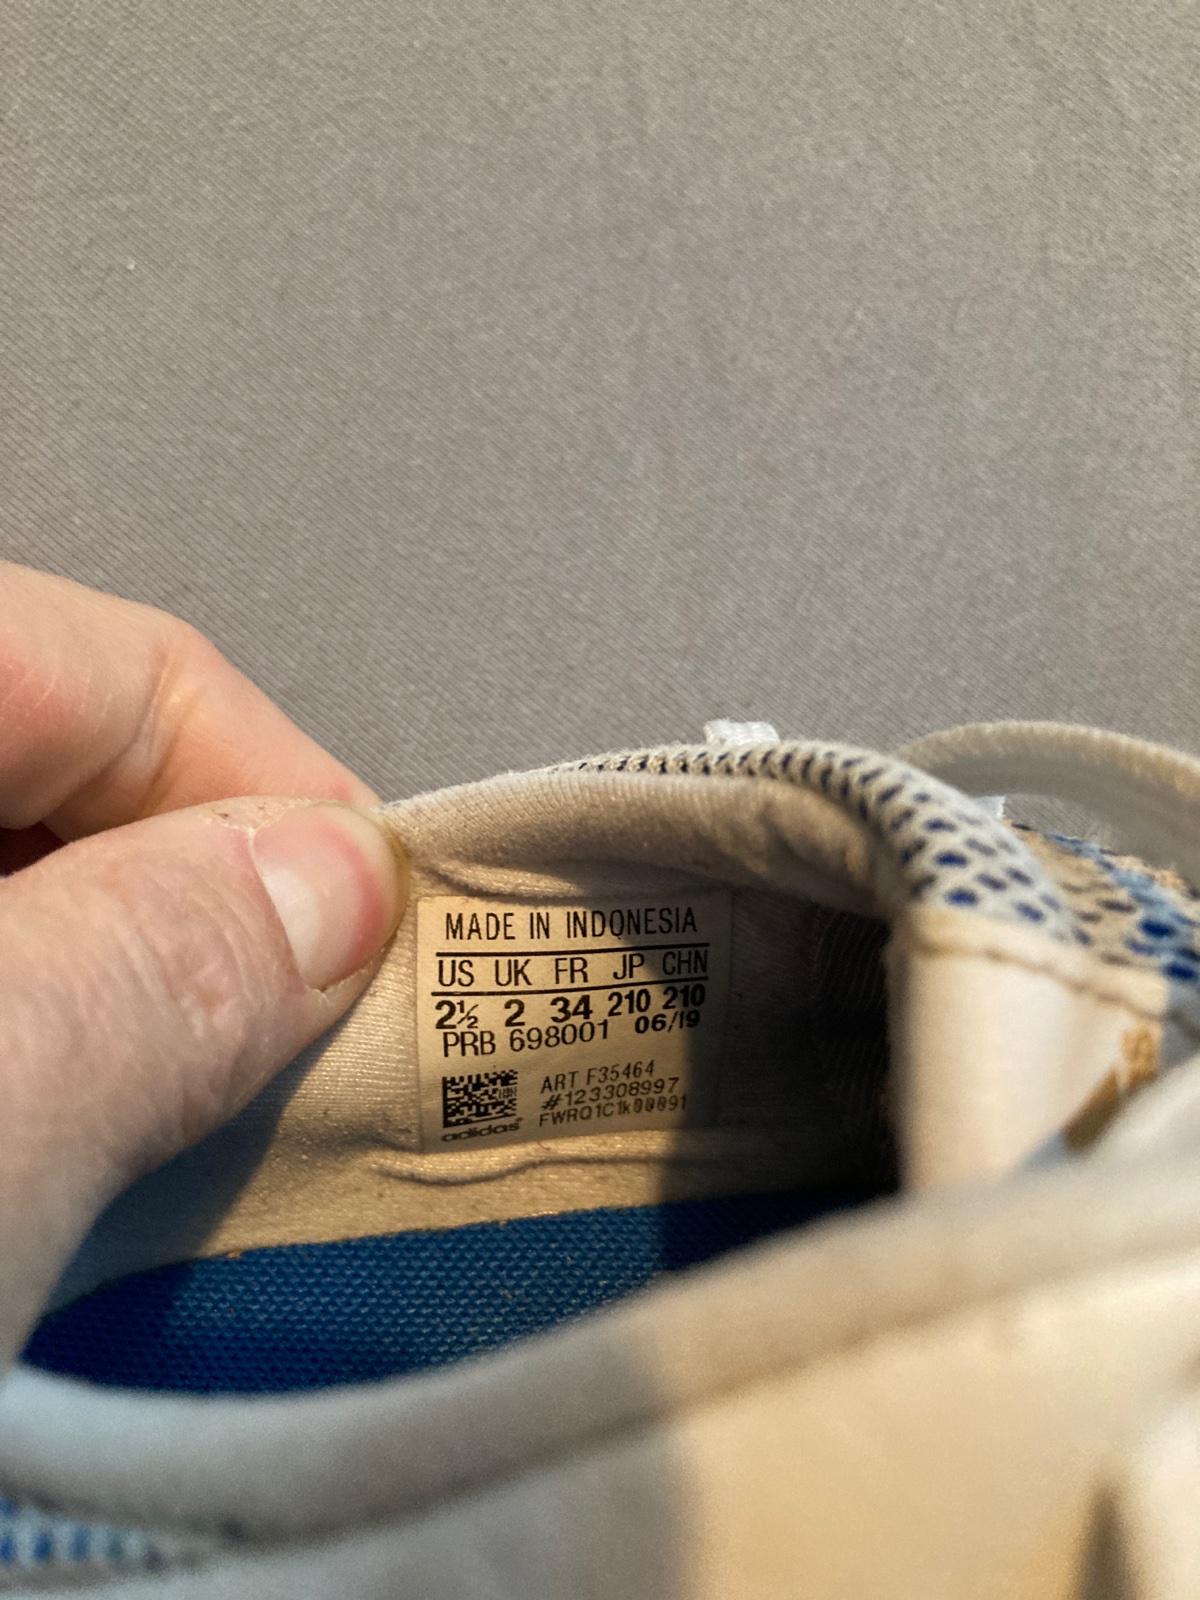 MADE IN INDONESIA
US UK FR JP CHN
2½ 2 34 210 210
PRB 698001 06/19
ART F35464
#123308997
adidas